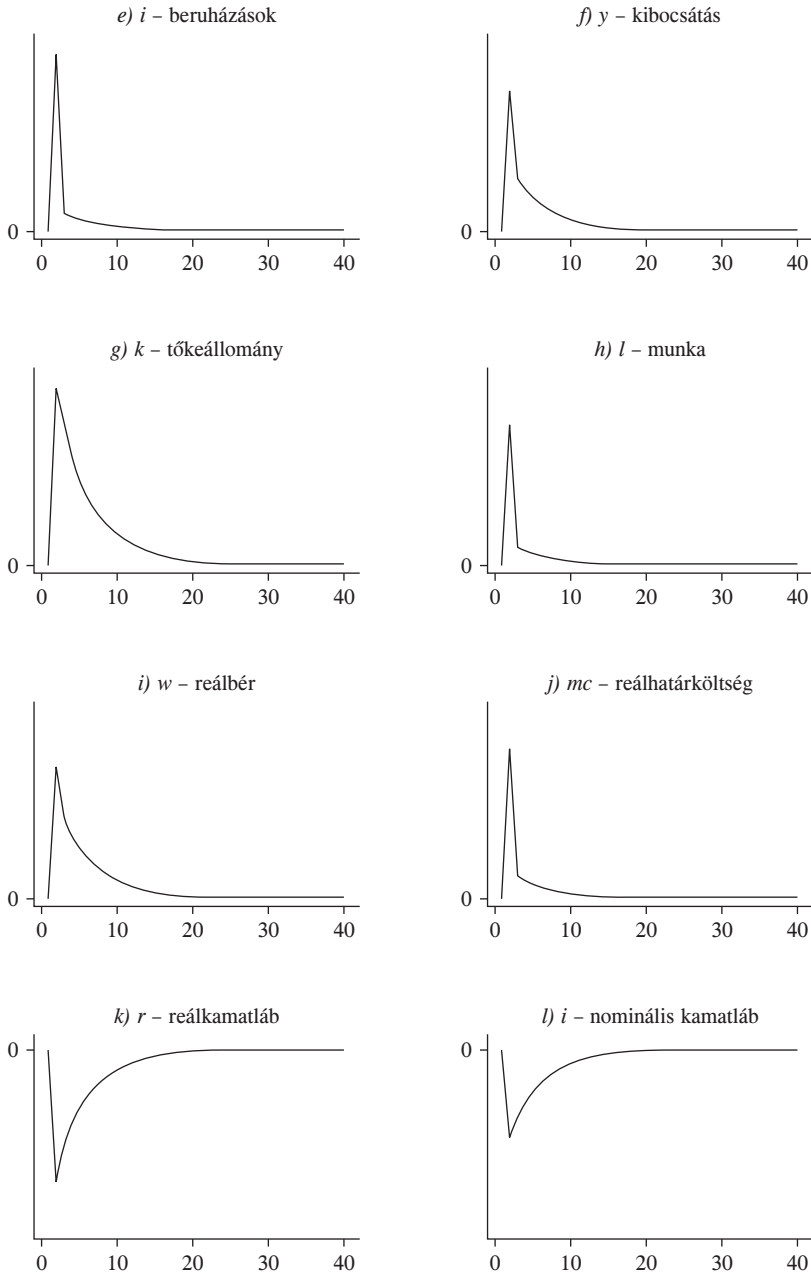 e) i – beruházások
0
0 10 20 30 40
f) y – kibocsátás
0
0 10 20 30 40
g) k – tőkeállomány
0
0 10 20 30 40
h) l – munka
0
0 10 20 30 40
i) w – reálbér
0
0 10 20 30 40
j) mc – reálhatárköltség
0
0 10 20 30 40
k) r – reálkamatláb
0
0 10 20 30 40
l) i – nominális kamatláb
0
0 10 20 30 40